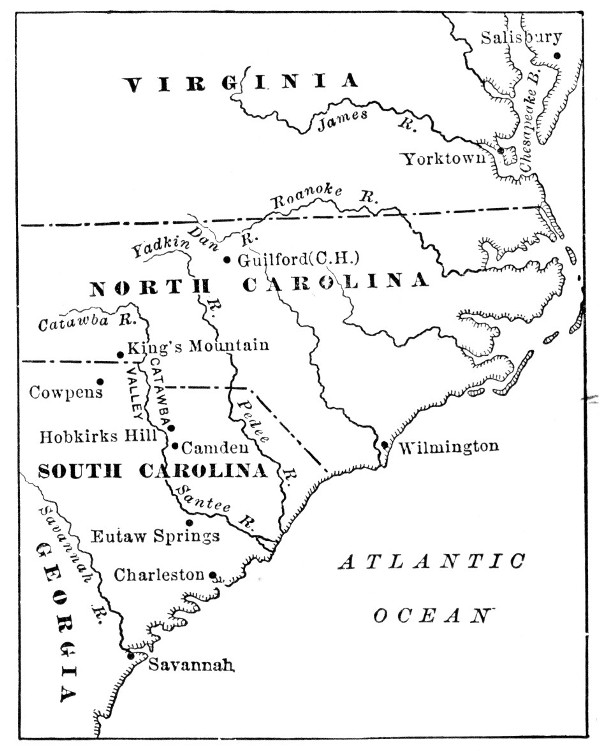 Salisbury
VIRGINIA
Chesapeake B.
James R.
Yorktown
Roanoke R.
Dan R.
Yadkin R.
Guilford (C.H.)
NORTH CAROLINA
Catawba R.
King's Mountain
CATAWBA
VALLEY
Cowpens
Pedee R.
Hobkirks Hill
Camden
Wilmington
SOUTH CAROLINA
Santee R.
Savannah R.
Eutaw Springs
GEORGIA
Charleston
ATLANTIC
OCEAN
Savannah